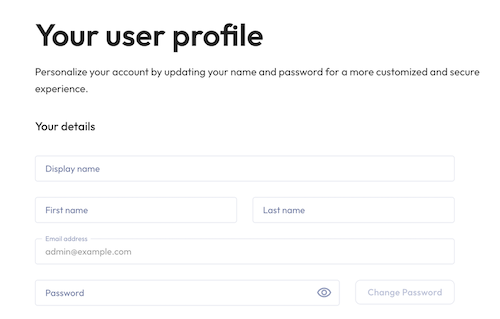 Your user profile
Personalize your account by updating your name and password for a more customized and secure
experience.
Your details
Display name
First name
Last name
Email address
admin@example.com
Password
Change Password